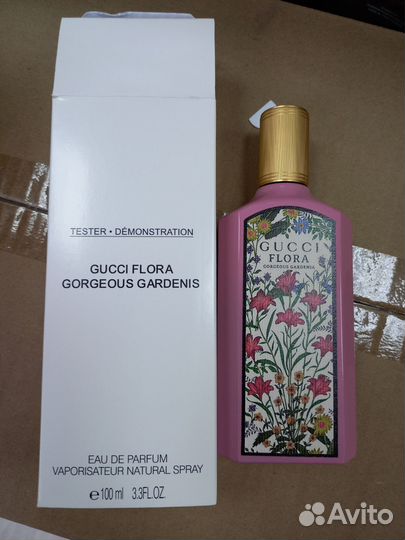 TESTER • DÉMONSTRATION
GUCCI FLORA
GORGEOUS GARDENIS
EAU DE PARFUM
VAPORISATEUR NATURAL SPRAY
e 100 ml 3.3FL.OZ.
GUCCI
FLORA
GORGEOUS GARDENIA
Avito